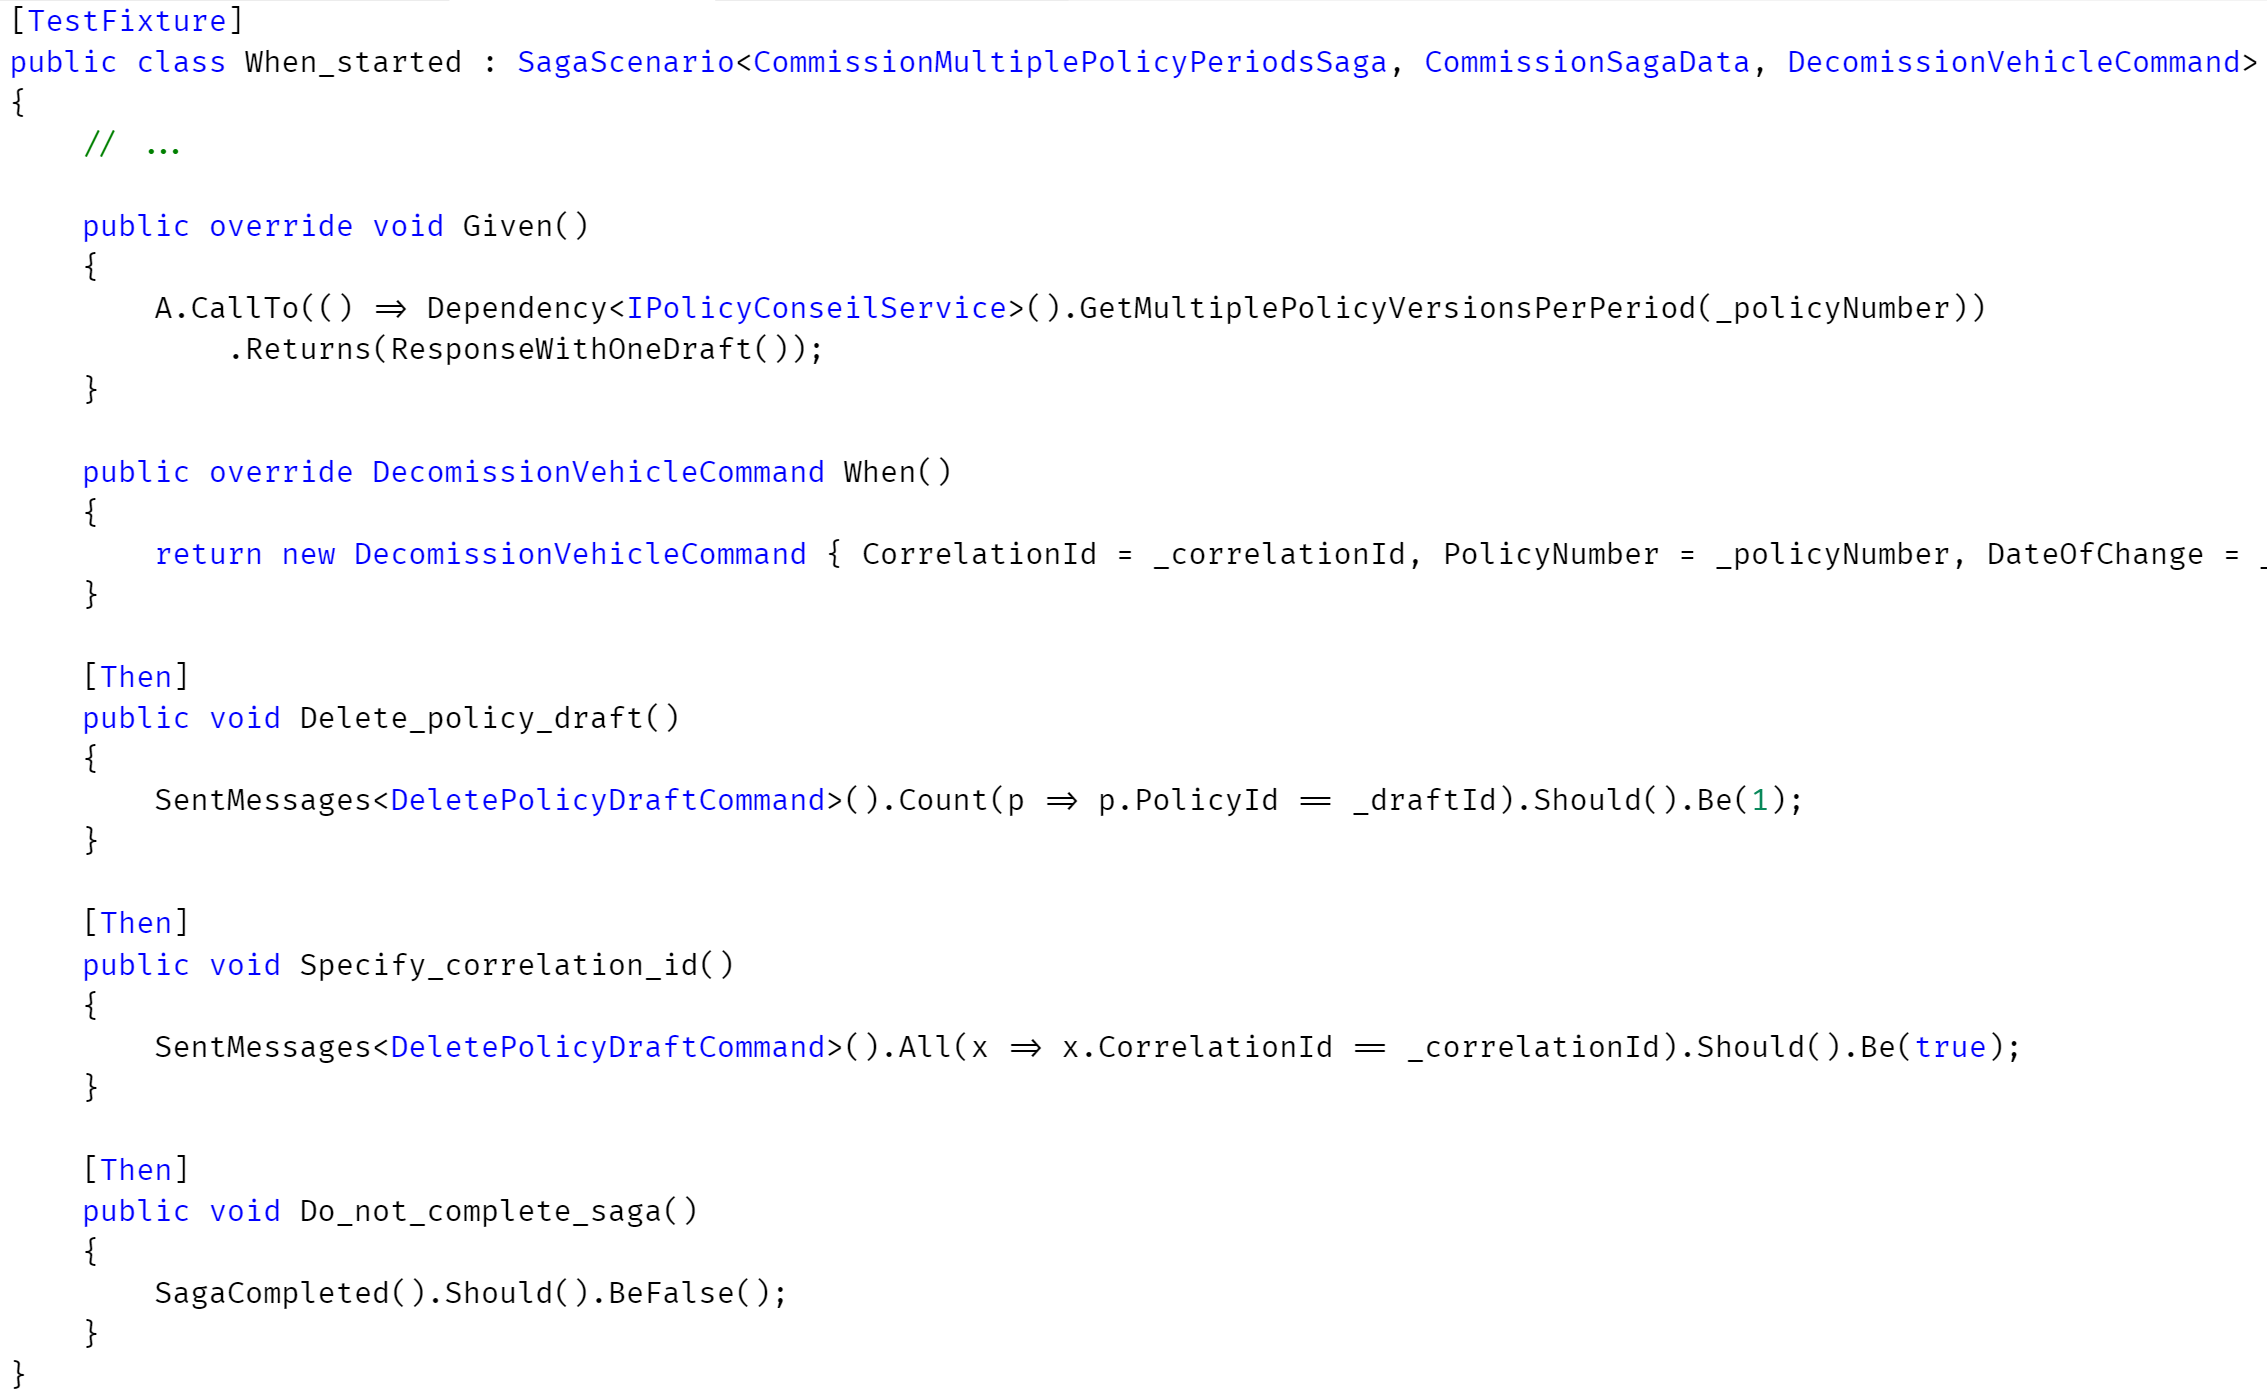 [TestFixture]
public class When_started : SagaScenario<CommissionMultiplePolicyPeriodsSaga, CommissionSagaData, DecomissionVehicleCommand>
{
    // ...
    public override void Given()
    {
        A.CallTo(() => Dependency<IPolicyConseilService>().GetMultiplePolicyVersionsPerPeriod(_policyNumber))
            .Returns(ResponseWithOneDraft());
    }
    public override DecomissionVehicleCommand When()
    {
        return new DecomissionVehicleCommand { CorrelationId = _correlationId, PolicyNumber = _policyNumber, DateOfChange = _
    }
    [Then]
    public void Delete_policy_draft()
    {
        SentMessages<DeletePolicyDraftCommand>().Count(p => p.PolicyId == _draftId).Should().Be(1);
    }
    [Then]
    public void Specify_correlation_id()
    {
        SentMessages<DeletePolicyDraftCommand>().All(x => x.CorrelationId == _correlationId).Should().Be(true);
    }
    [Then]
    public void Do_not_complete_saga()
    {
        SagaCompleted().Should().BeFalse();
    }
}